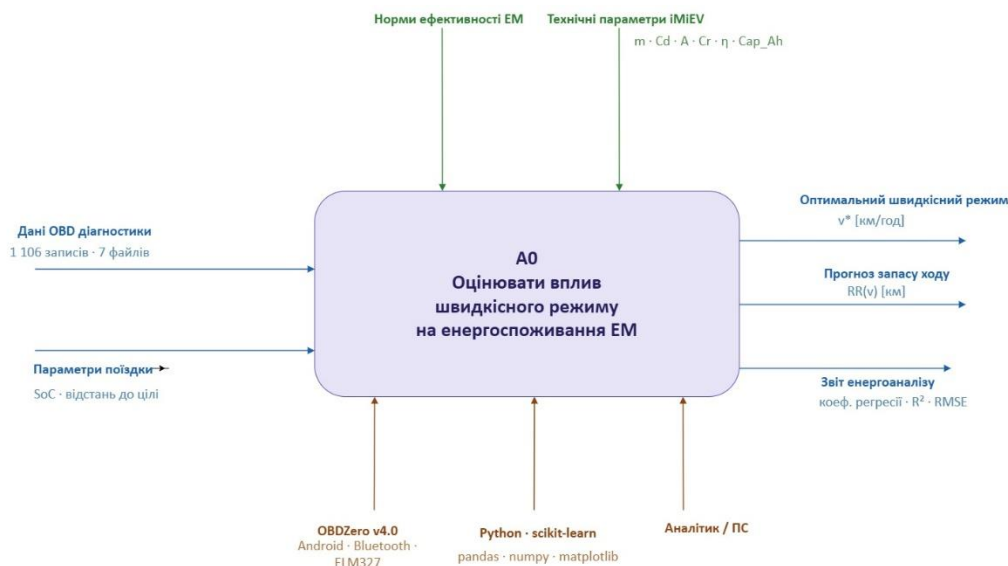 Норми ефективності ЕМ
Технічні параметри iMiEV
m · Cd · A · Cr · η · Cap_Ah
Дані OBD діагностики
1 106 записів · 7 файлів
Параметри поїздки
SoC · відстань до цілі
A0
Оцінювати вплив
швидкісного режиму
на енергоспоживання ЕМ
Оптимальний швидкісний режим
v* [км/год]
Прогноз запасу ходу
RR(v) [км]
Звіт енергоаналізу
коеф. регресії · R² · RMSE
OBDZero v4.0
Android · Bluetooth ·
ELM327
Python · scikit-learn
pandas · numpy · matplotlib
Аналітик / ПС